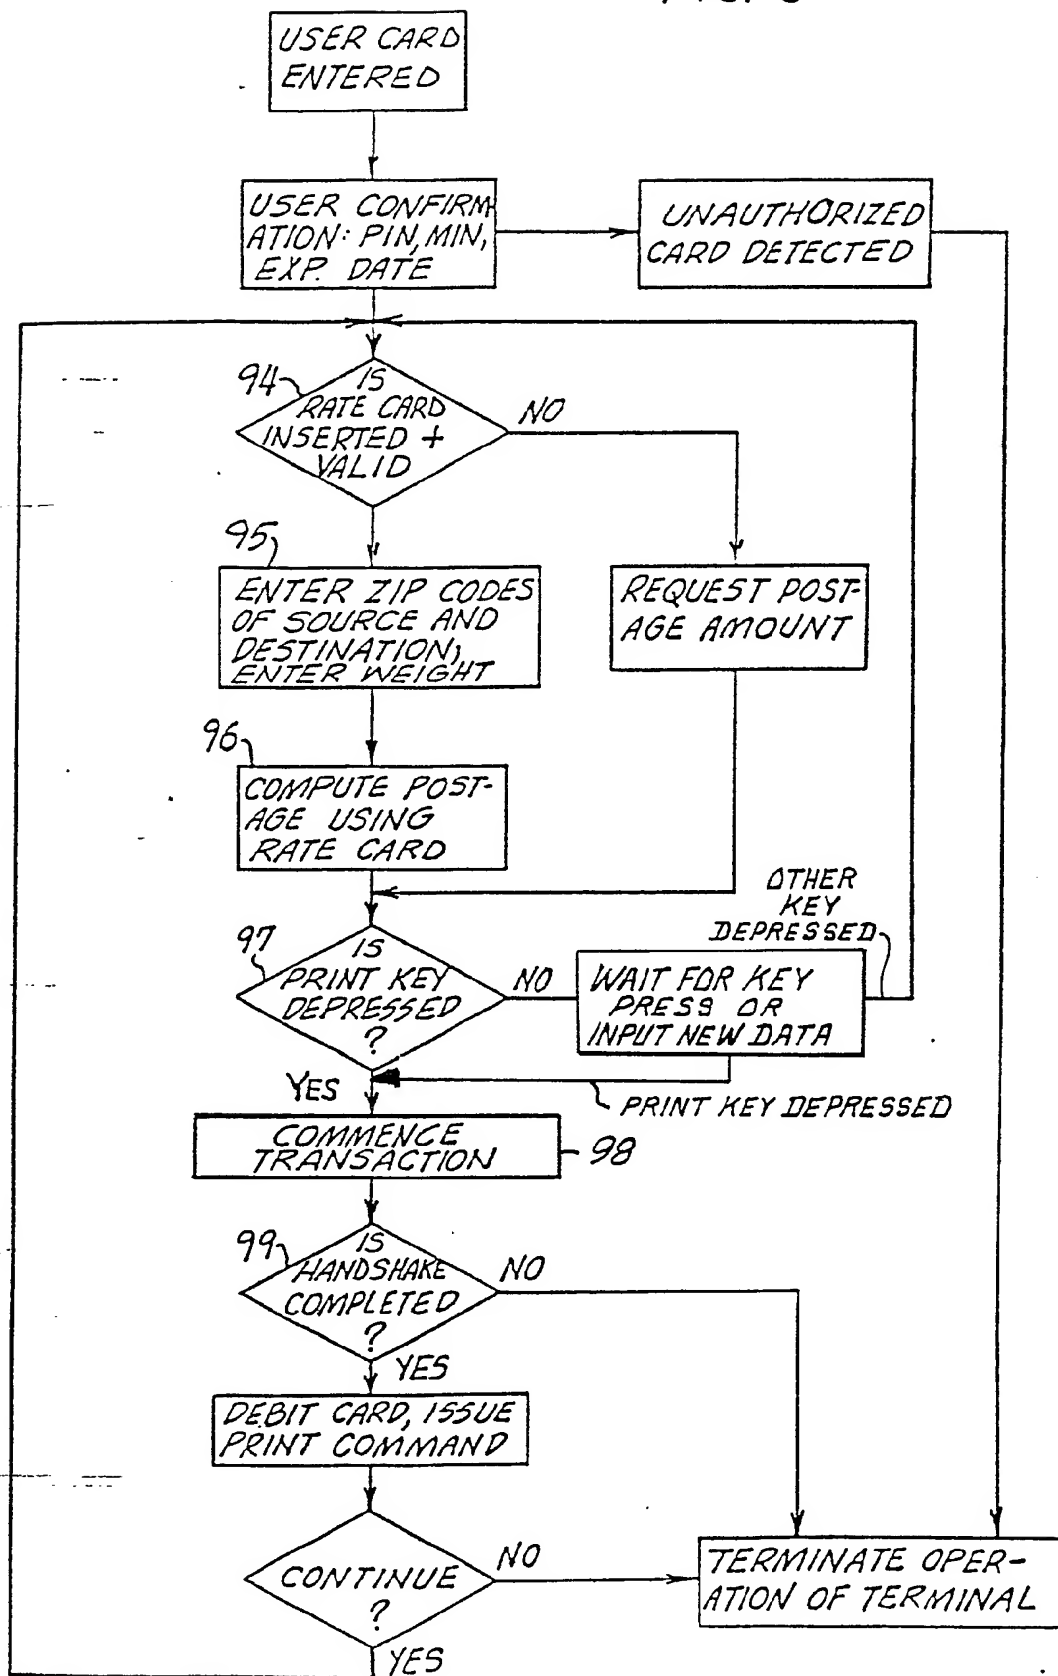 USER CARD
ENTERED
USER CONFIRM-
ATION: PIN, MIN,
EXP. DATE
UNAUTHORIZED
CARD DETECTED
94
IS
RATE CARD
INSERTED +
VALID
NO
95
ENTER ZIP CODES
OF SOURCE AND
DESTINATION;
ENTER WEIGHT
REQUEST POST-
AGE AMOUNT
96
COMPUTE POST-
AGE USING
RATE CARD
OTHER
KEY
DEPRESSED
97
IS
PRINT KEY
DEPRESSED
?
NO
WAIT FOR KEY
PRESS OR
INPUT NEW DATA
YES
PRINT KEY DEPRESSED
COMMENCE
TRANSACTION
98
99
IS
HANDSHAKE
COMPLETED
?
NO
YES
DEBIT CARD, ISSUE
PRINT COMMAND
CONTINUE
?
NO
TERMINATE OPER-
ATION OF TERMINAL
YES